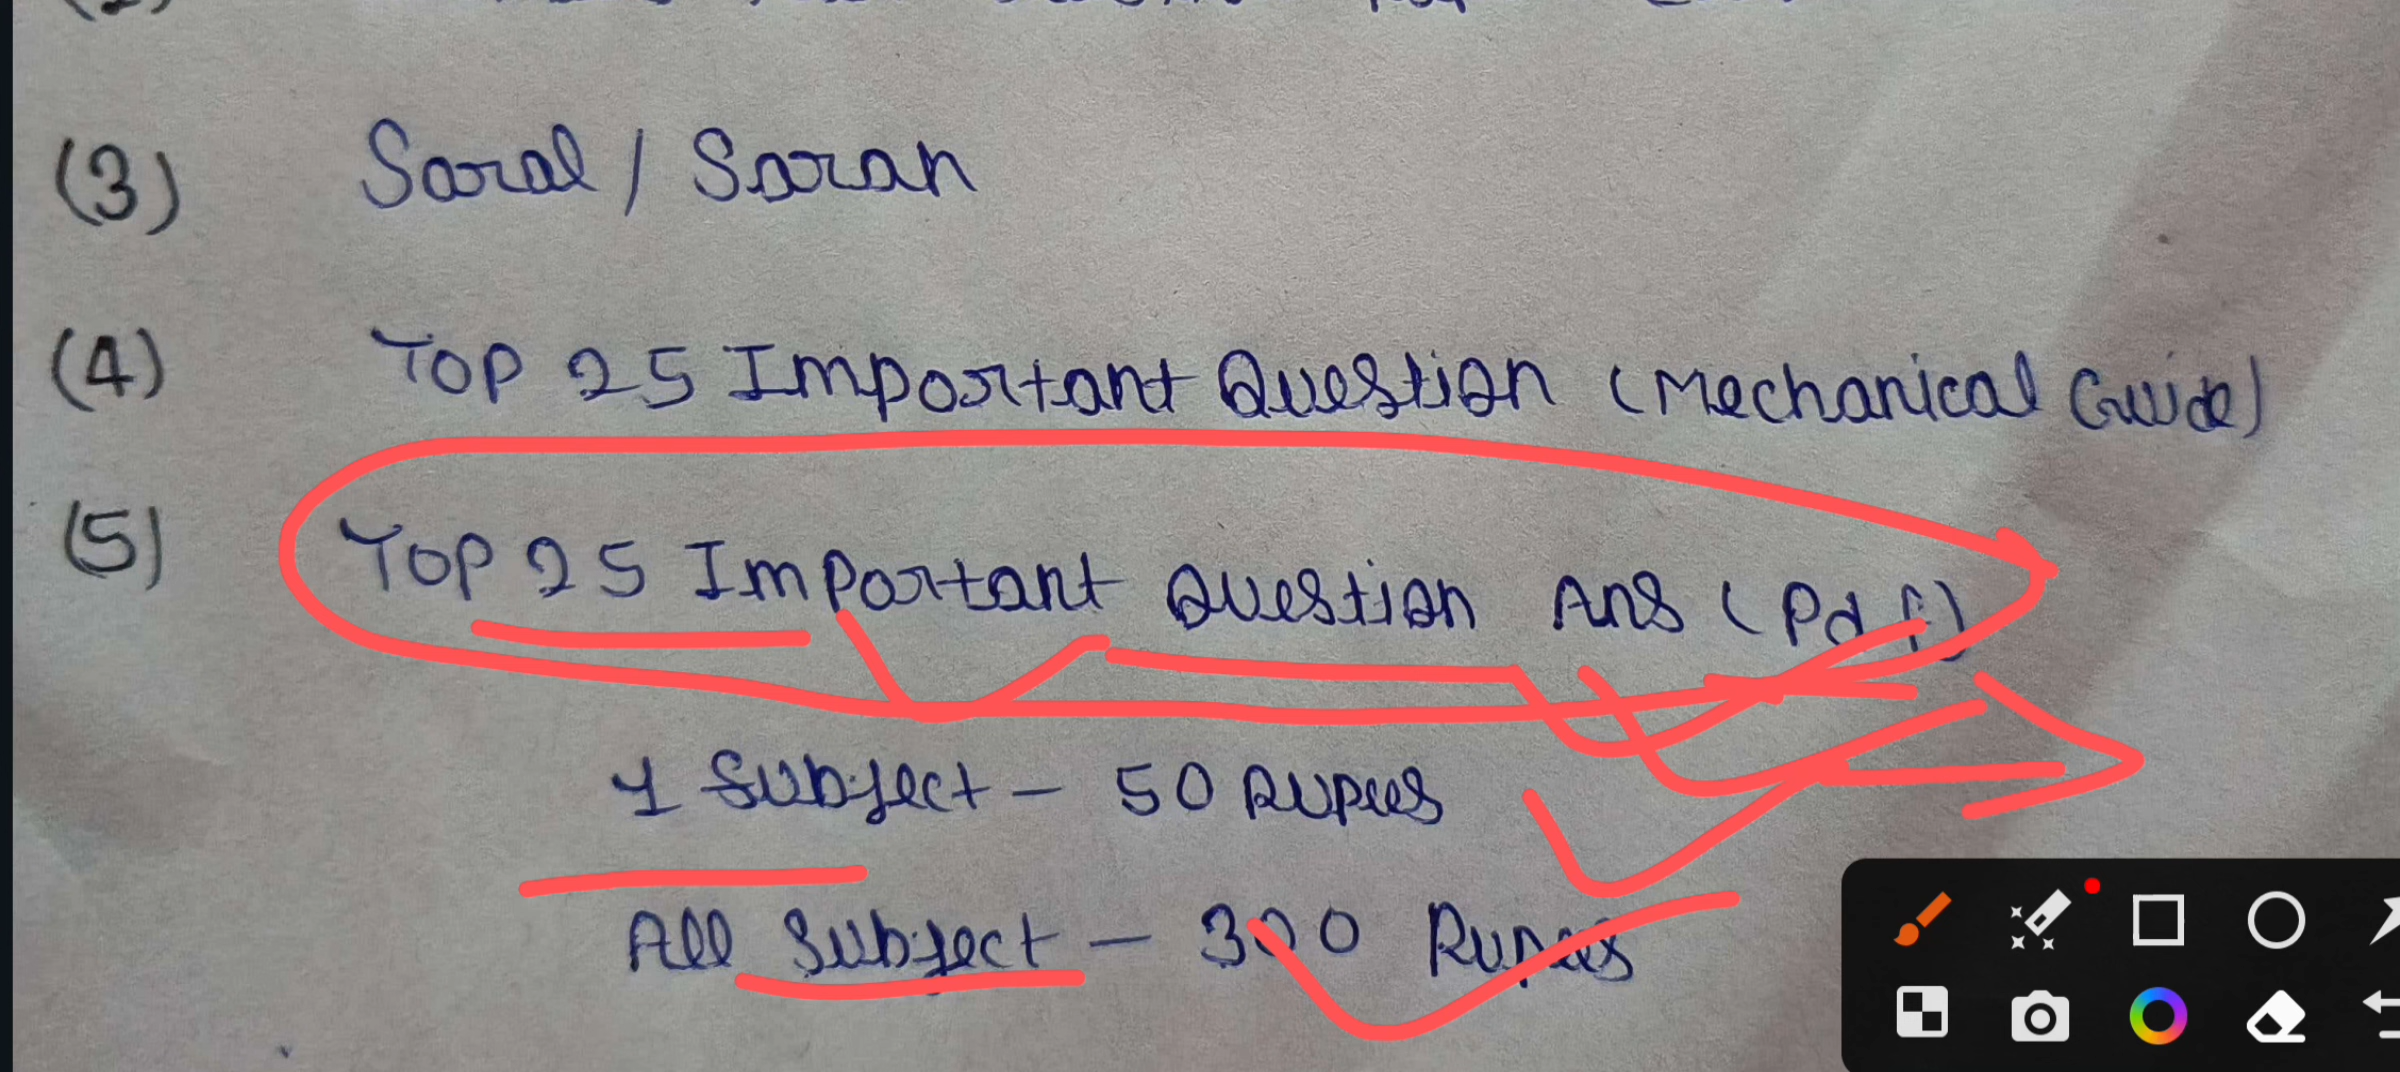 (3) Saral / Saran
(4) Top 25 Important Question (Mechanical Guide)
(5) Top 25 Important Question Ans (Pdf)
1 Subject - 50 Rupees
All Subject - 300 Rupees